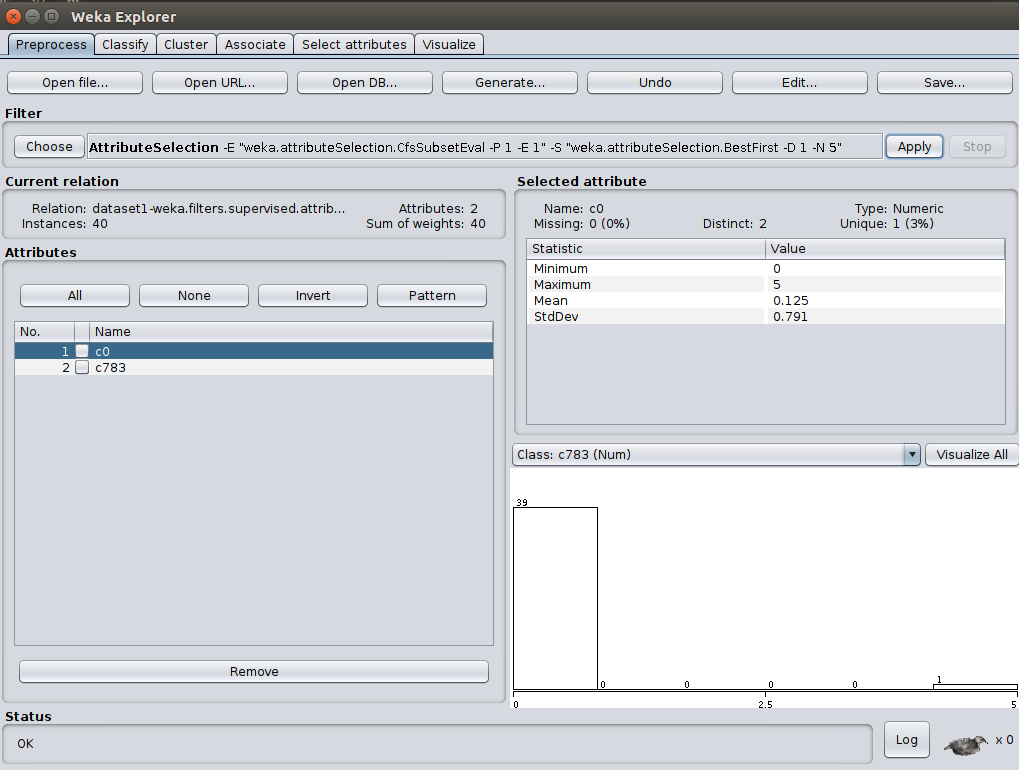 Weka Explorer
Preprocess Classify Cluster Associate Select attributes Visualize
Open file... Open URL... Open DB... Generate... Undo Edit... Save...
Filter
Choose AttributeSelection -E "weka.attributeSelection.CfsSubsetEval -P 1 -E 1" -S "weka.attributeSelection.BestFirst -D 1 -N 5" Apply Stop
Current relation
Relation: dataset1-weka.filters.supervised.attrib... Attributes: 2
Instances: 40 Sum of weights: 40
Attributes
All None Invert Pattern
No. Name
1 c0
2 c783
Remove
Selected attribute
Name: c0 Type: Numeric
Missing: 0 (0%) Distinct: 2 Unique: 1 (3%)
Statistic Value
Minimum 0
Maximum 5
Mean 0.125
StdDev 0.791
Class: c783 (Num) Visualize All
39
0 0 0 0 1
0 2.5 5
Status
OK
Log x 0